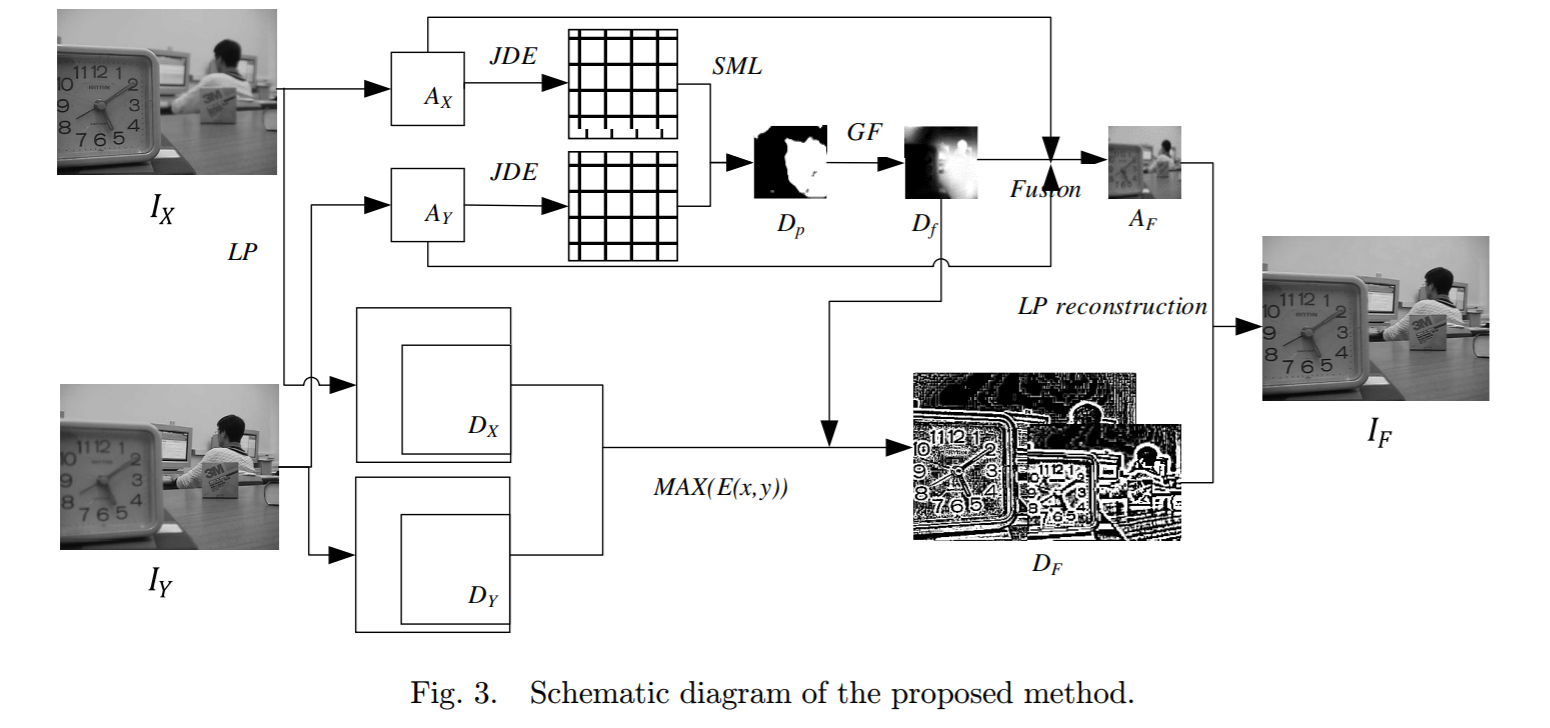 JDE
SML
A_X
GF
JDE
Fusion
A_Y
I_X
D_p
D_f
A_F
LP
LP reconstruction
D_X
I_F
MAX(E(x,y))
D_F
I_Y
D_Y
Fig. 3. Schematic diagram of the proposed method.